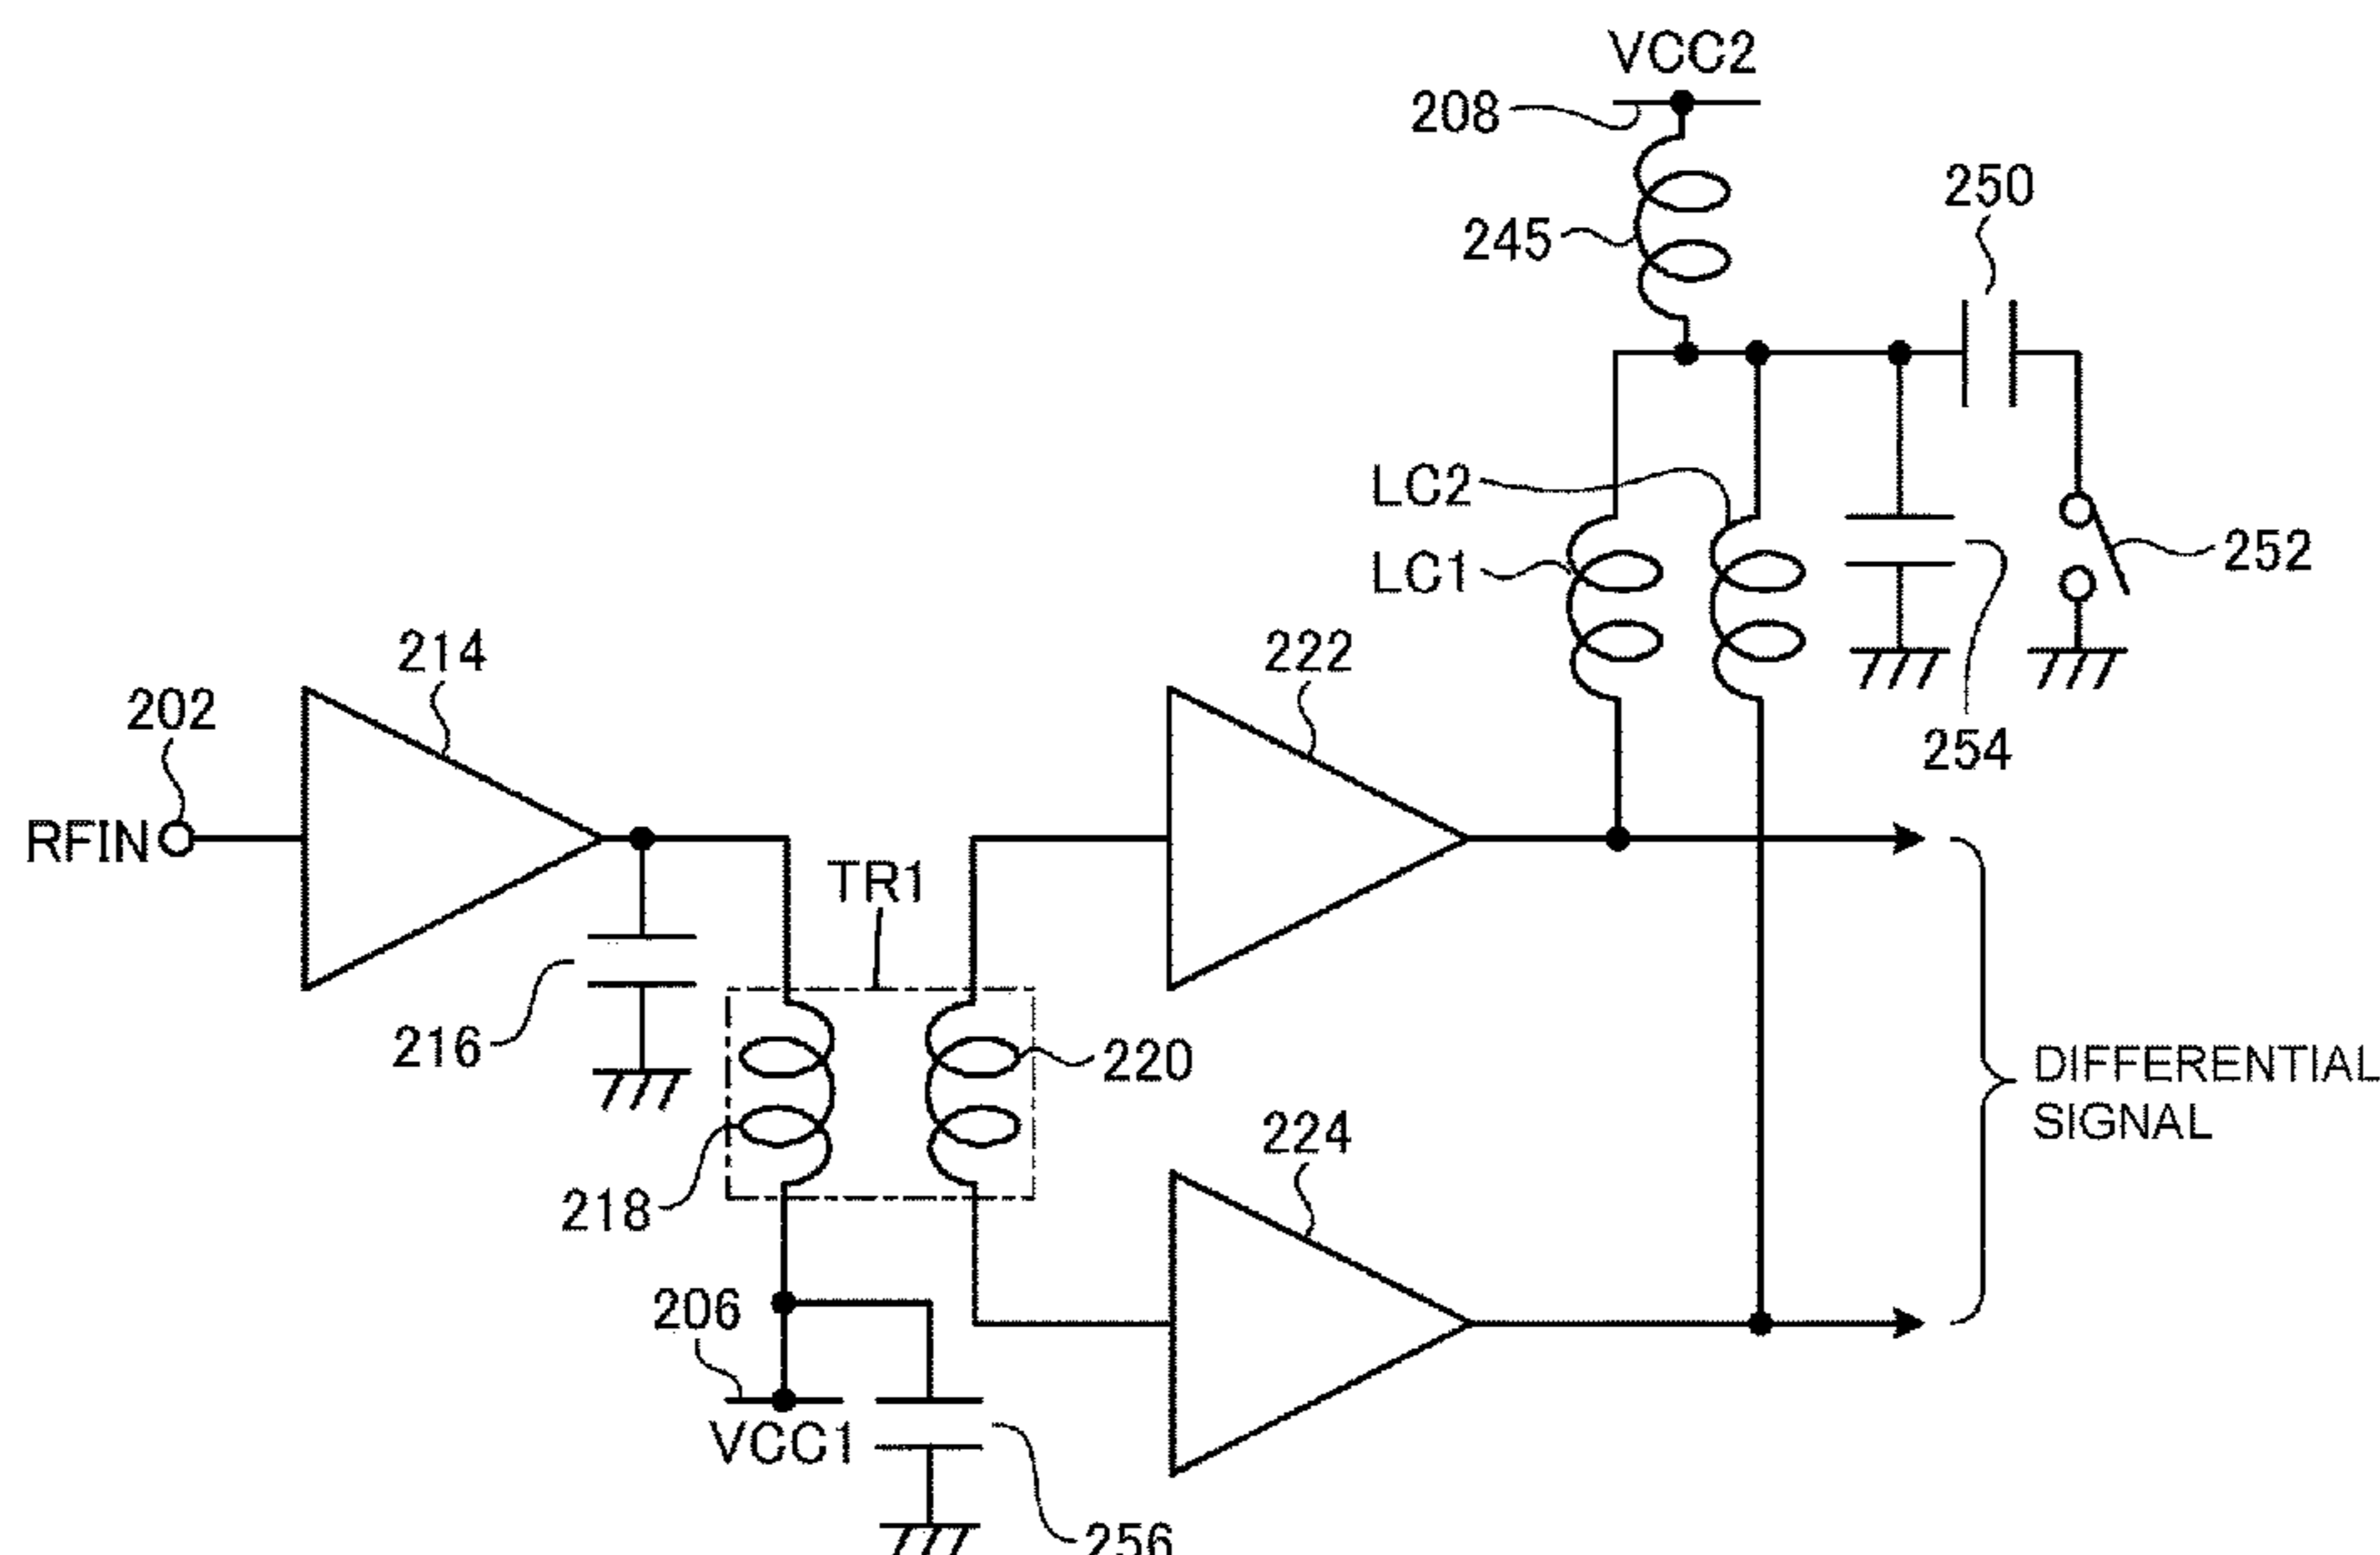 VCC2
208
250
245
LC2
LC1
252
214
222
202
254
RFIN
TR1
216
220
DIFFERENTIAL
SIGNAL
224
218
206
VCC1
256